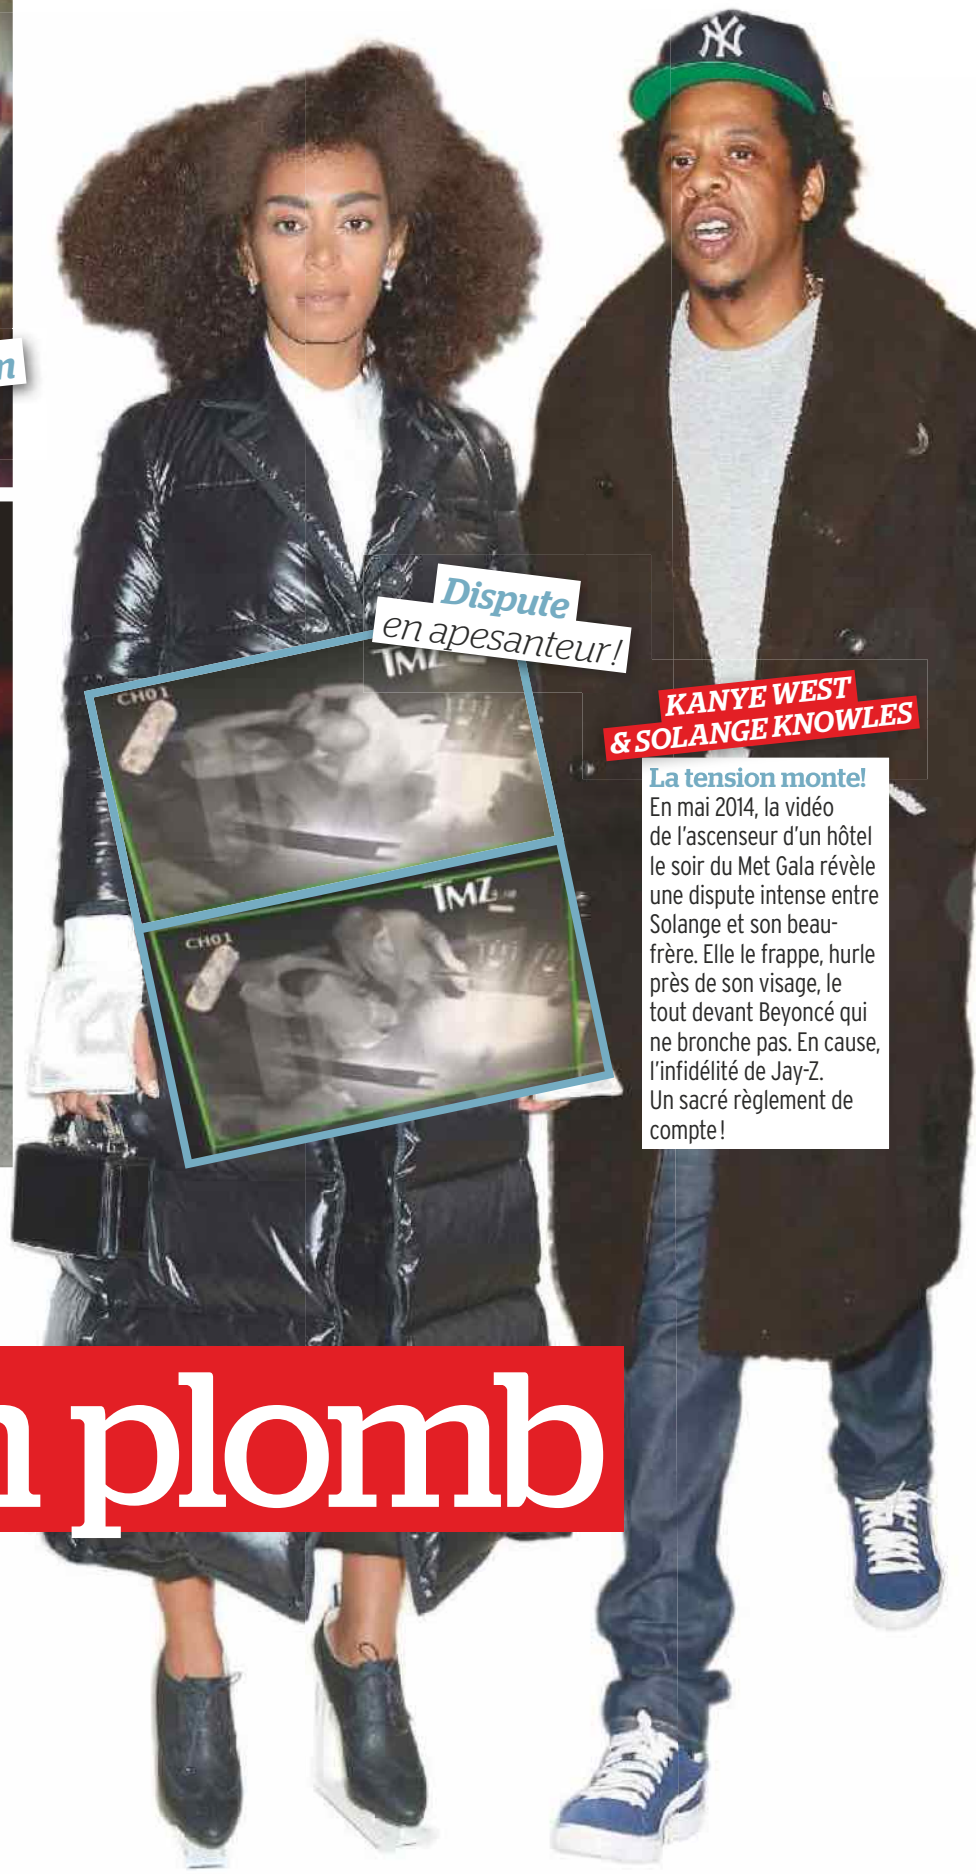 NY
n
Dispute
en apesanteur!
CH01
TMZ
CH01
TMZ
KANYE WEST
& SOLANGE KNOWLES
La tension monte!
En mai 2014, la vidéo
de l'ascenseur d'un hôtel
le soir du Met Gala révèle
une dispute intense entre
Solange et son beau-
frère. Elle le frappe, hurle
près de son visage, le
tout devant Beyoncé qui
ne bronche pas. En cause,
l'infidélité de Jay-Z.
Un sacré règlement de
compte!
n plomb